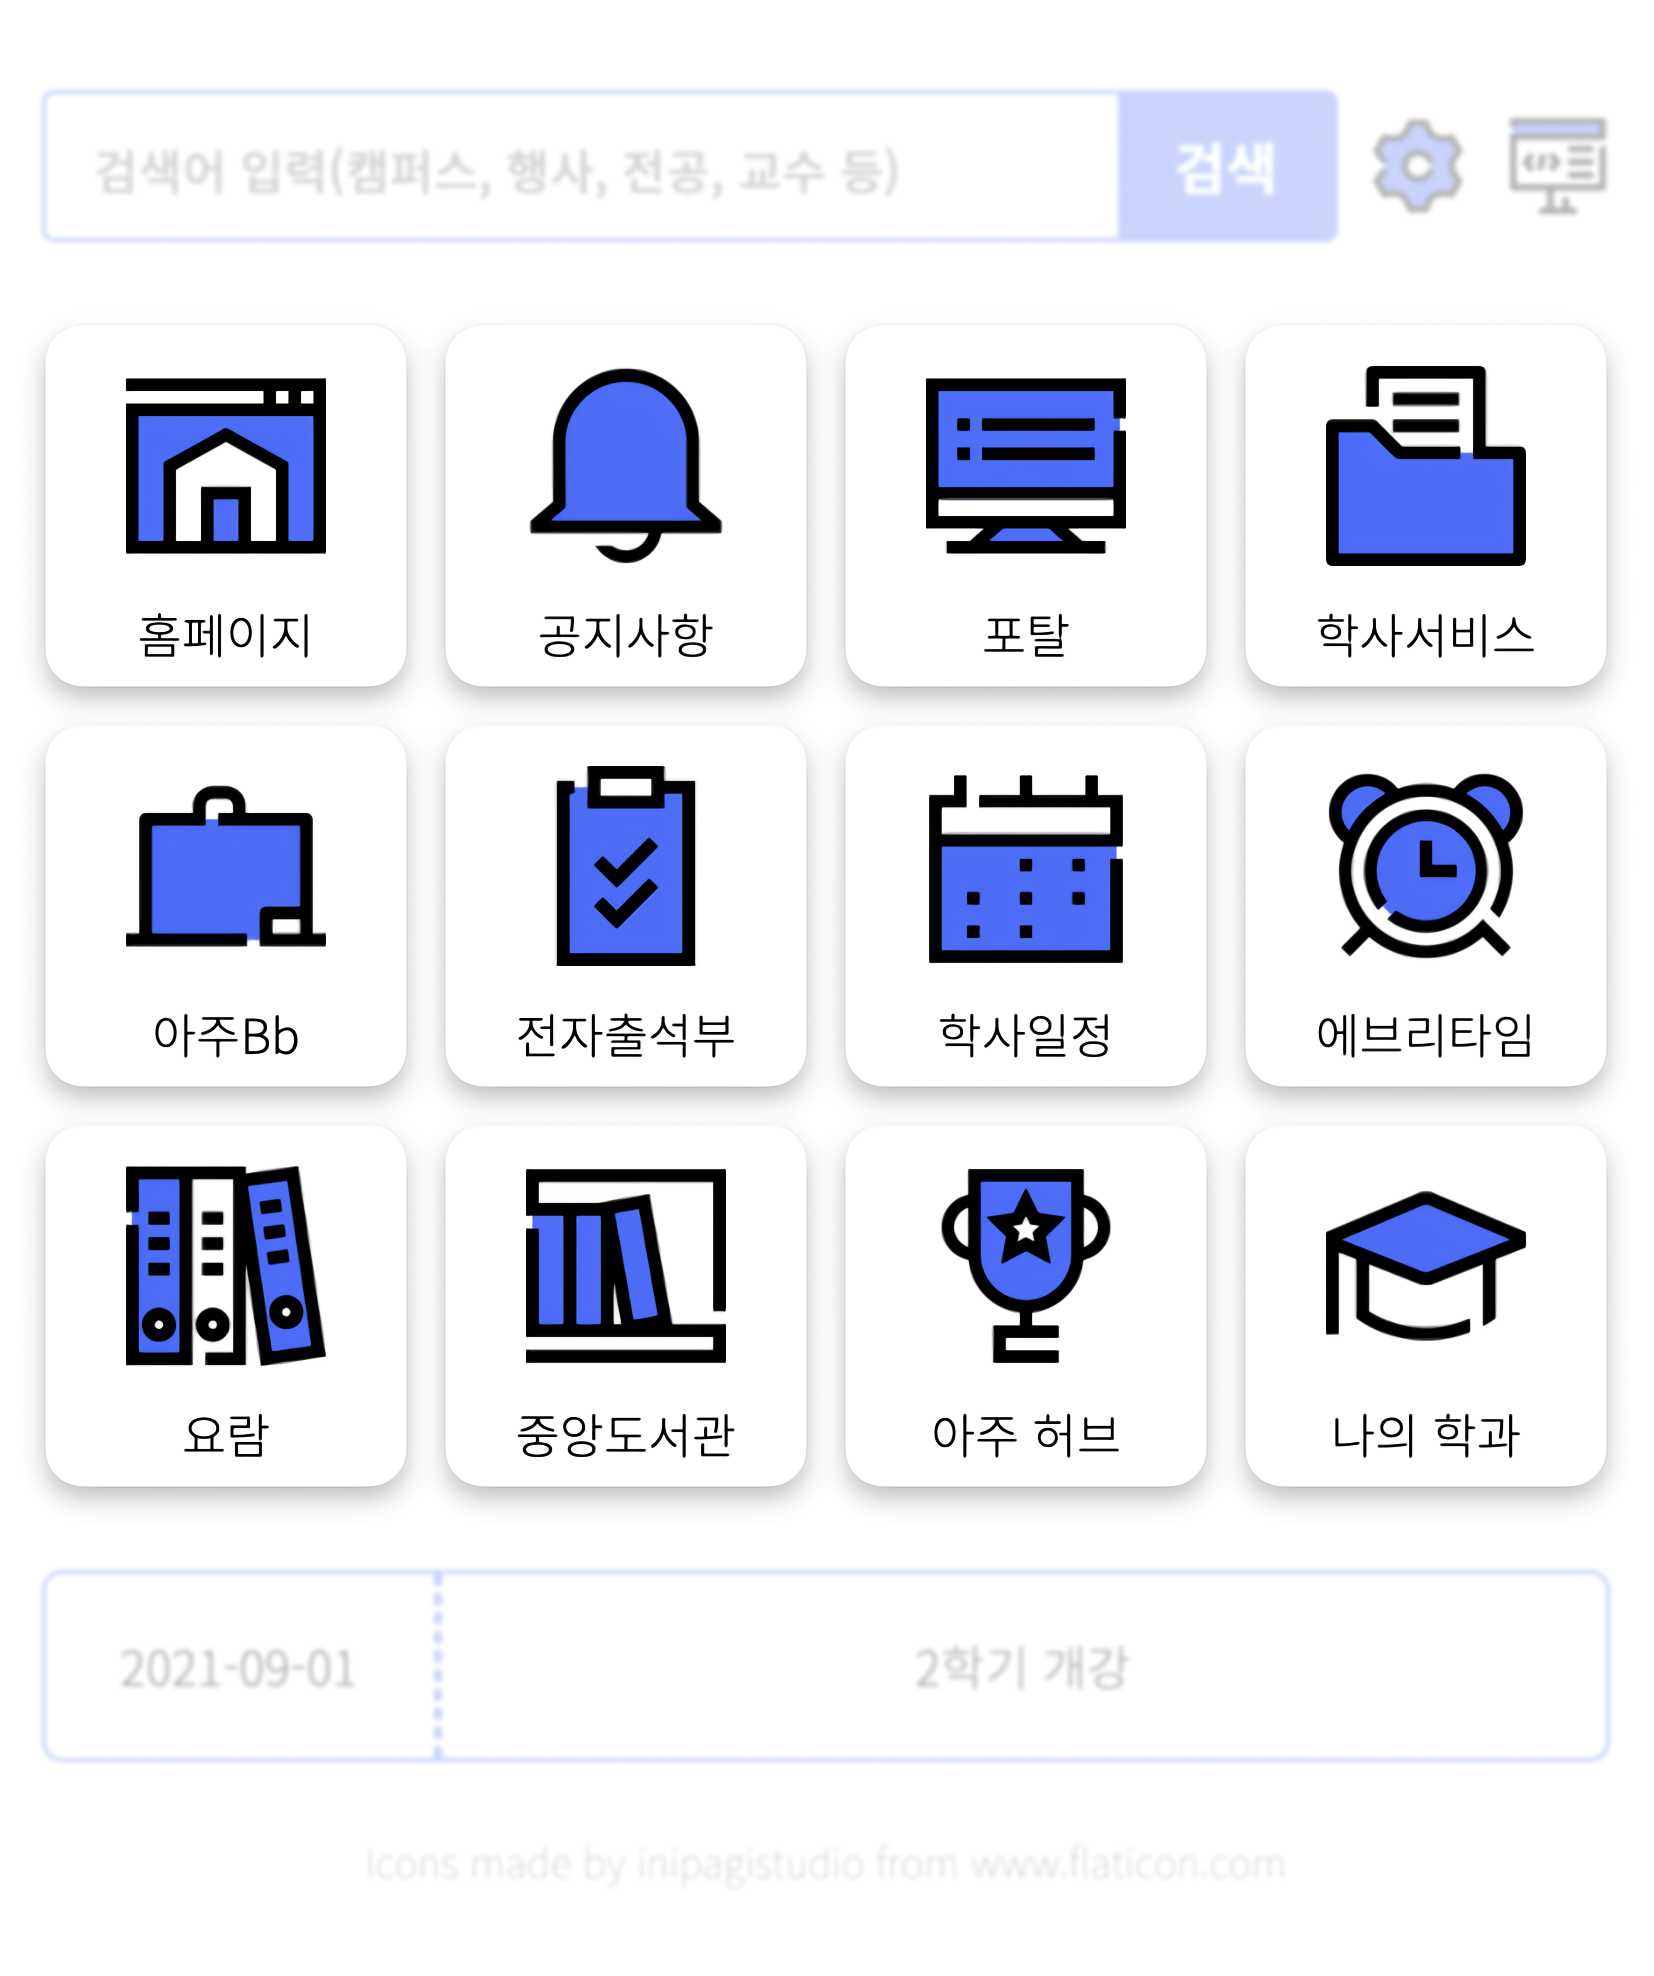 검색어 입력(캠퍼스, 행사, 전공, 교수 등) 검색
홈페이지 공지사항 포탈 학사서비스
아주Bb 전자출석부 학사일정 에브리타임
요람 중앙도서관 아주 허브 나의 학과
2021-09-01 2학기 개강
Icons made by inipagistudio from www.flaticon.com